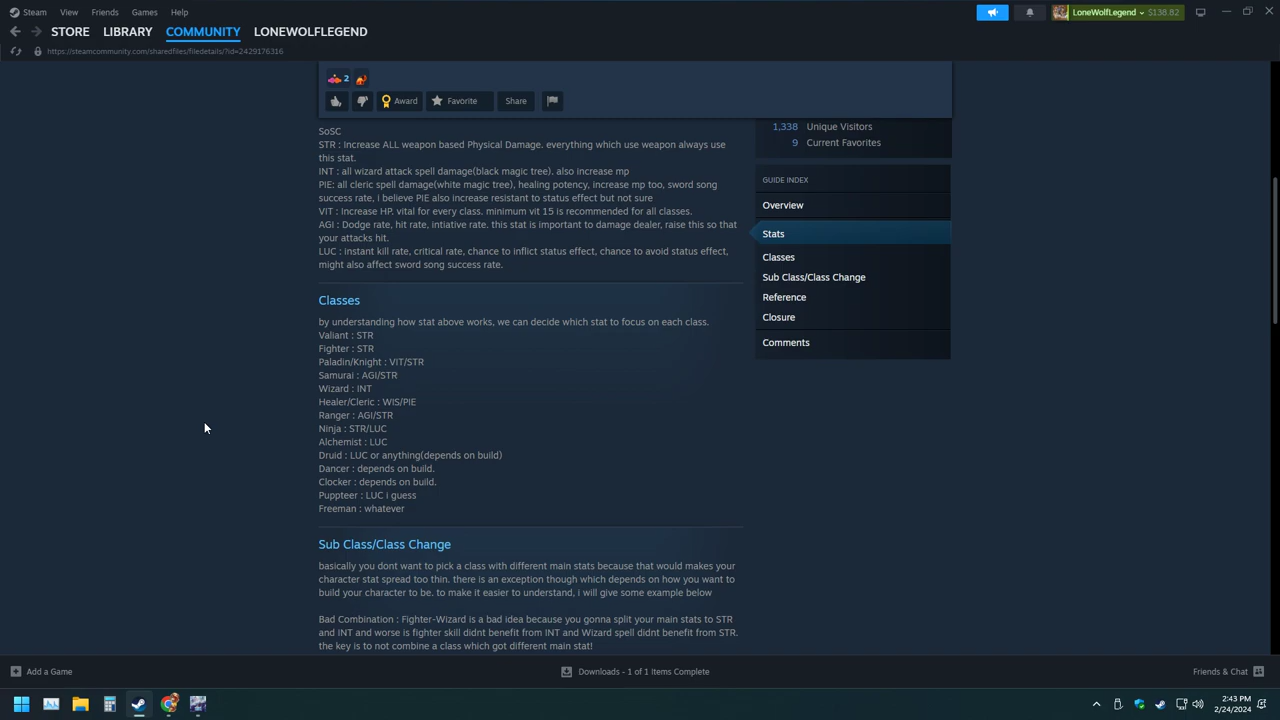 Steam View Friends Games Help LoneWolfLegend $138.82
STORE LIBRARY COMMUNITY LONEWOLFLEGEND
https://steamcommunity.com/sharedfiles/filedetails/?id=2429176316
2
Award Favorite Share
SoSC
STR : Increase ALL weapon based Physical Damage. everything which use weapon always use
this stat.
INT : all wizard attack spell damage(black magic tree). also increase mp
PIE: all cleric spell damage(white magic tree), healing potency, increase mp too, sword song
success rate, i believe PIE also increase resistant to status effect but not sure
VIT : Increase HP. vital for every class. minimum vit 15 is recommended for all classes.
AGI : Dodge rate, hit rate, intiative rate. this stat is important to damage dealer, raise this so that
your attacks hit.
LUC : instant kill rate, critical rate, chance to inflict status effect, chance to avoid status effect,
might also affect sword song success rate.
Classes
by understanding how stat above works, we can decide which stat to focus on each class.
Valiant : STR
Fighter : STR
Paladin/Knight : VIT/STR
Samurai : AGI/STR
Wizard : INT
Healer/Cleric : WIS/PIE
Ranger : AGI/STR
Ninja : STR/LUC
Alchemist : LUC
Druid : LUC or anything(depends on build)
Dancer : depends on build.
Clocker : depends on build.
Puppteer : LUC i guess
Freeman : whatever
Sub Class/Class Change
basically you dont want to pick a class with different main stats because that would makes your
character stat spread too thin. there is an exception though which depends on how you want to
build your character to be. to make it easier to understand, i will give some example below
Bad Combination : Fighter-Wizard is a bad idea because you gonna split your main stats to STR
and INT and worse is fighter skill didnt benefit from INT and Wizard spell didnt benefit from STR.
the key is to not combine a class which got different main stat!
1,338 Unique Visitors
9 Current Favorites
GUIDE INDEX
Overview
Stats
Classes
Sub Class/Class Change
Reference
Closure
Comments
Add a Game Downloads - 1 of 1 Items Complete Friends & Chat
2:43 PM
2/24/2024